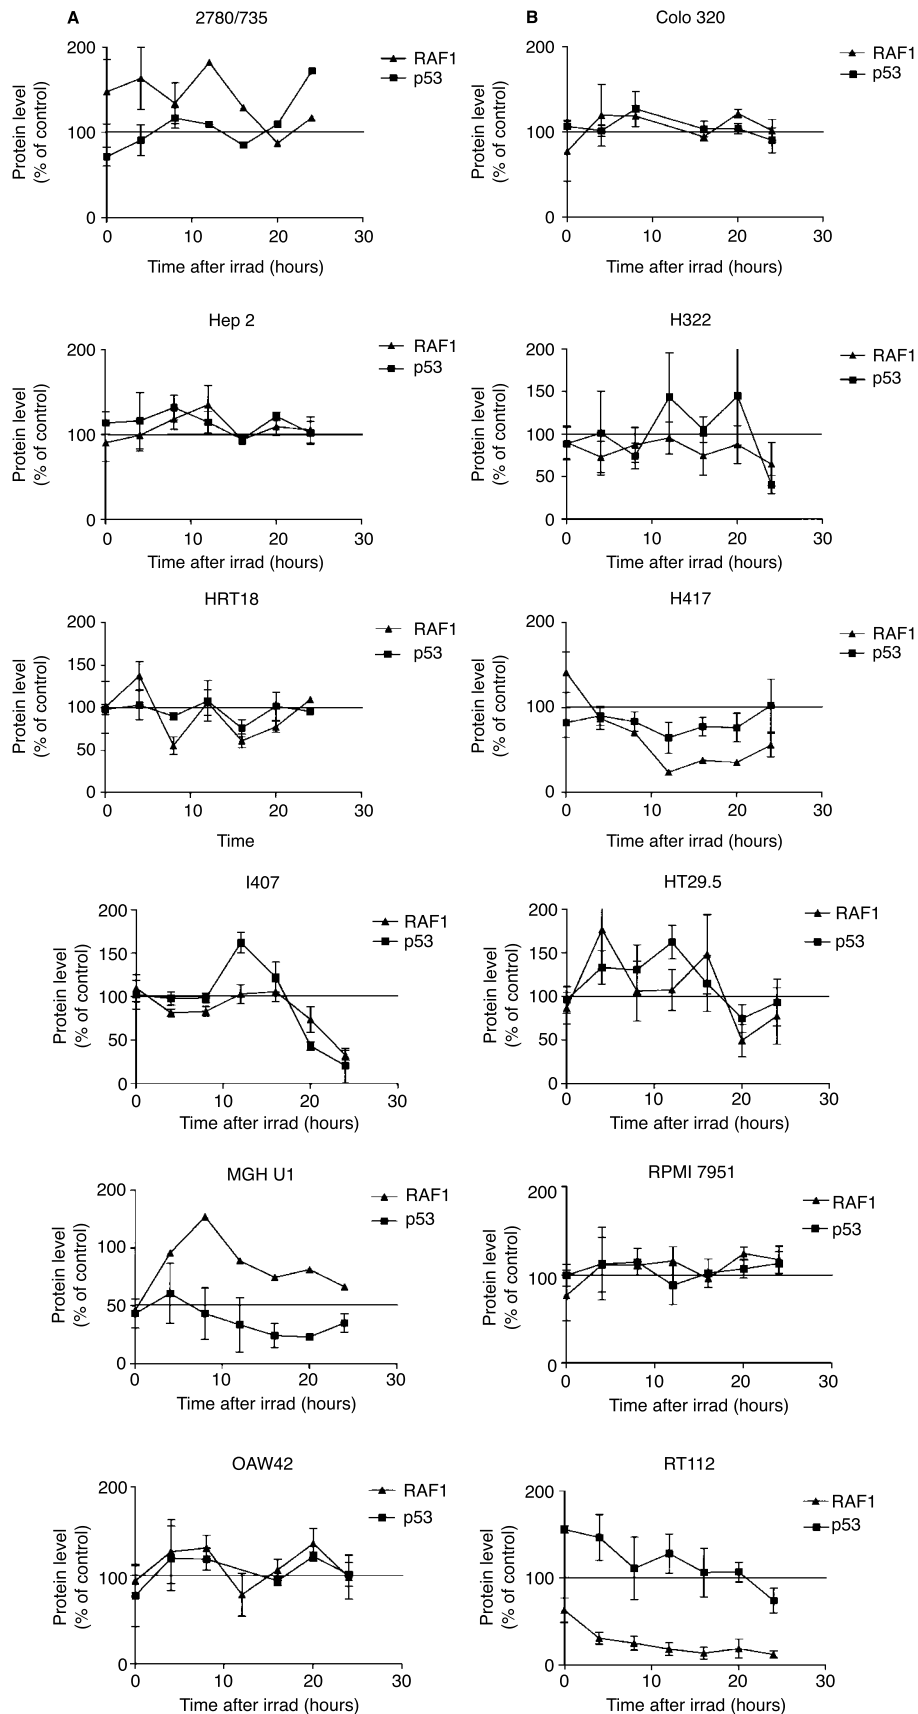 A
2780/735
200
100
0
0
10
20
30
Protein level
(% of control)
Time after irrad (hours)
RAF1
p53
B
Colo 320
200
100
0
0
10
20
30
Protein level
(% of control)
Time after irrad (hours)
RAF1
p53
Hep 2
200
100
0
0
10
20
30
Protein level
(% of control)
Time after irrad (hours)
RAF1
p53
H322
200
150
100
50
0
0
10
20
30
Protein level
(% of control)
Time after irrad (hours)
RAF1
p53
HRT18
200
150
100
50
0
0
10
20
30
Protein level
(% of control)
Time
RAF1
p53
H417
200
100
0
0
10
20
30
Protein level
(% of control)
Time after irrad (hours)
RAF1
p53
I407
200
150
100
50
0
0
10
20
30
Protein level
(% of control)
Time after irrad (hours)
RAF1
p53
HT29.5
200
150
100
50
0
0
10
20
30
Protein level
(% of control)
Time after irrad (hours)
RAF1
p53
MGH U1
200
100
50
0
0
10
20
30
Protein level
(% of control)
Time after irrad (hours)
RAF1
p53
RPMI 7951
200
100
0
0
10
20
30
Protein level
(% of control)
Time after irrad (hours)
RAF1
p53
OAW42
200
100
0
0
10
20
30
Protein level
(% of control)
Time after irrad (hours)
RAF1
p53
RT112
200
100
0
0
10
20
30
Protein level
(% of control)
Time after irrad (hours)
RAF1
p53